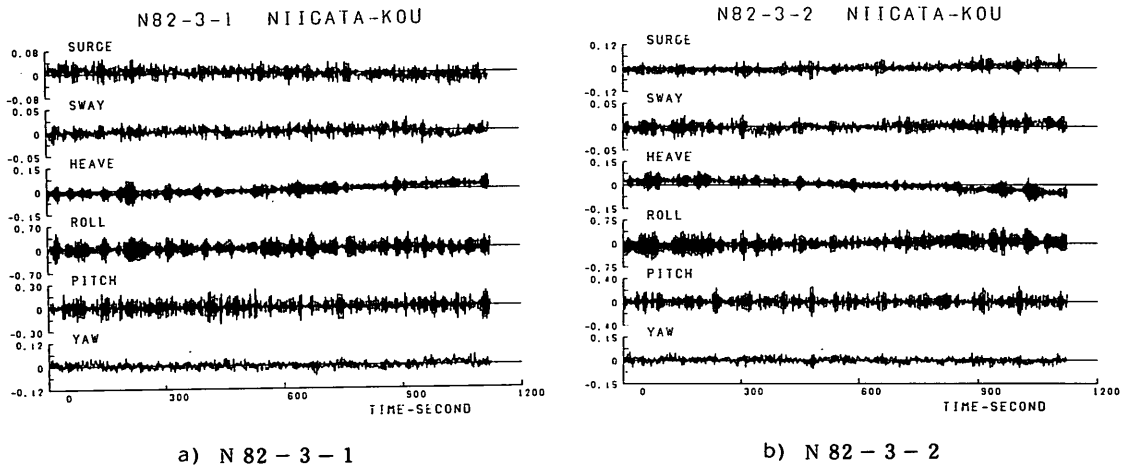 N82-3-1 NIIGATA-KOU
SURGE
0.08
0
-0.08
SWAY
0.05
0
-0.05
HEAVE
0.15
0
-0.15
ROLL
0.70
0
-0.70
PITCH
0.30
0
-0.30
YAW
0.12
0
-0.12
0 300 600 900 1200
TIME-SECOND
a) N 82 - 3 - 1
N82-3-2 NIIGATA-KOU
SURGE
0.12
0
-0.12
SWAY
0.05
0
-0.05
HEAVE
0.15
0
-0.15
ROLL
0.75
0
-0.75
PITCH
0.40
0
-0.40
YAW
0.15
0
-0.15
0 300 600 900 1200
TIME-SECOND
b) N 82 - 3 - 2